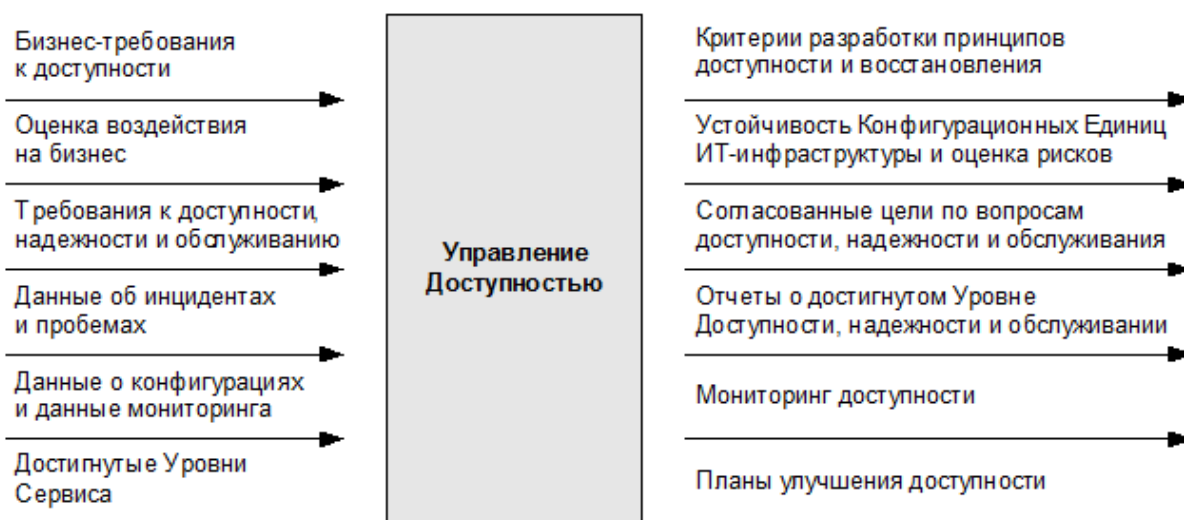 Бизнес-требования
к доступности
Оценка воздействия
на бизнес
Требования к доступности,
надежности и обслуживанию
Данные об инцидентах
и пробемах
Данные о конфигурациях
и данные мониторинга
Достигнутые Уровни
Сервиса
Управление
Доступностью
Критерии разработки принципов
доступности и восстановления
Устойчивость Конфигурационных Единиц
ИТ-инфраструктуры и оценка рисков
Согласованные цели по вопросам
доступности, надежности и обслуживания
Отчеты о достигнутом Уровне
Доступности, надежности и обслуживании
Мониторинг доступности
Планы улучшения доступности